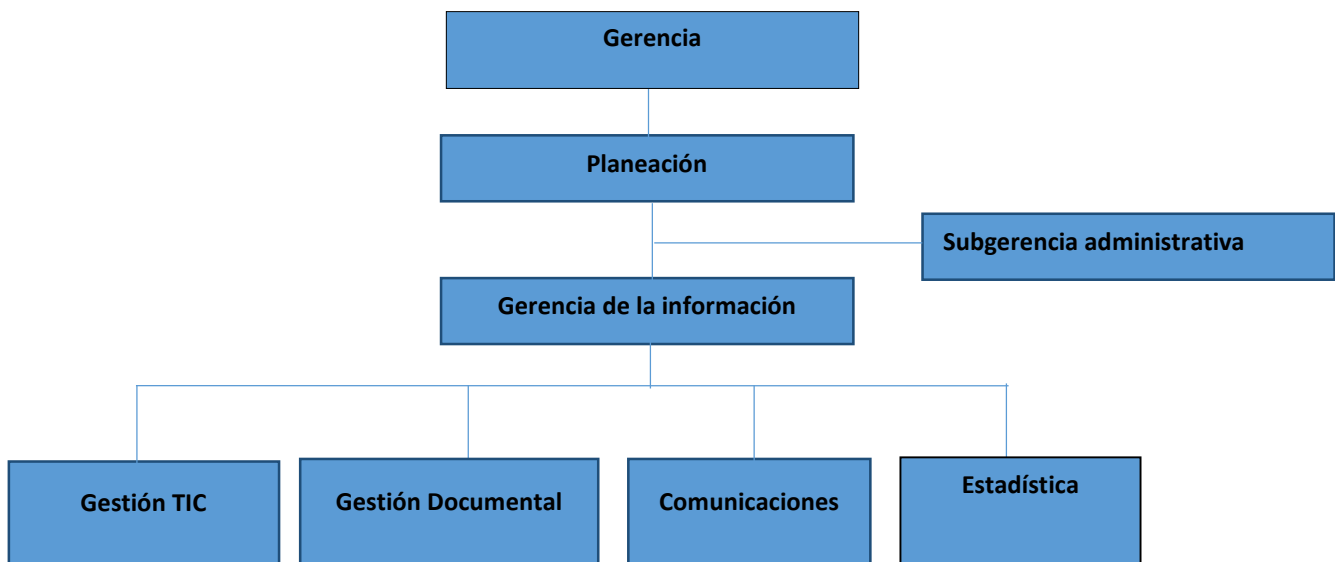 Gerencia
Planeación
Subgerencia administrativa
Gerencia de la información
Gestión TIC
Gestión Documental
Comunicaciones
Estadística